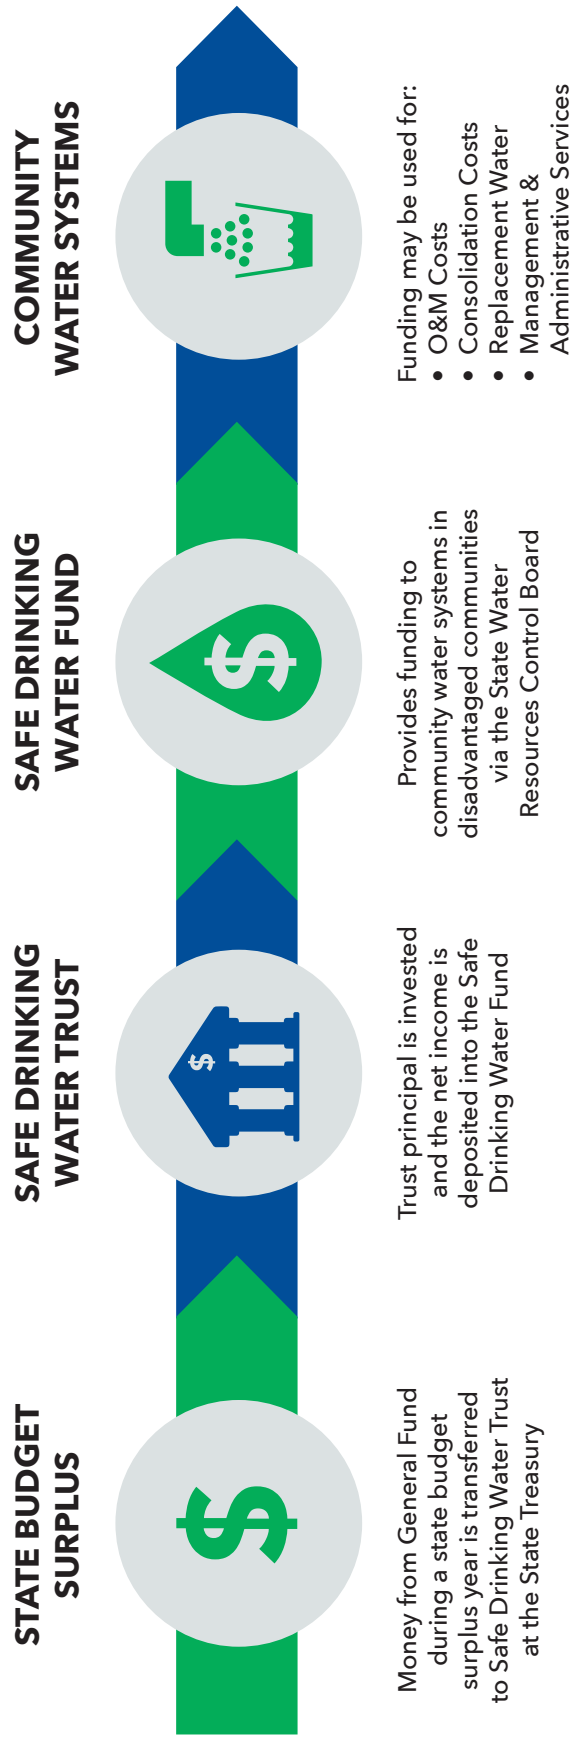 STATE BUDGET
SURPLUS
$
Money from General Fund
during a state budget
surplus year is transferred
to Safe Drinking Water Trust
at the State Treasury
SAFE DRINKING
WATER TRUST
$
Trust principal is invested
and the net income is
deposited into the Safe
Drinking Water Fund
SAFE DRINKING
WATER FUND
$
Provides funding to
community water systems in
disadvantaged communities
via the State Water
Resources Control Board
COMMUNITY
WATER SYSTEMS
Funding may be used for:
• O&M Costs
• Consolidation Costs
• Replacement Water
• Management &
Administrative Services